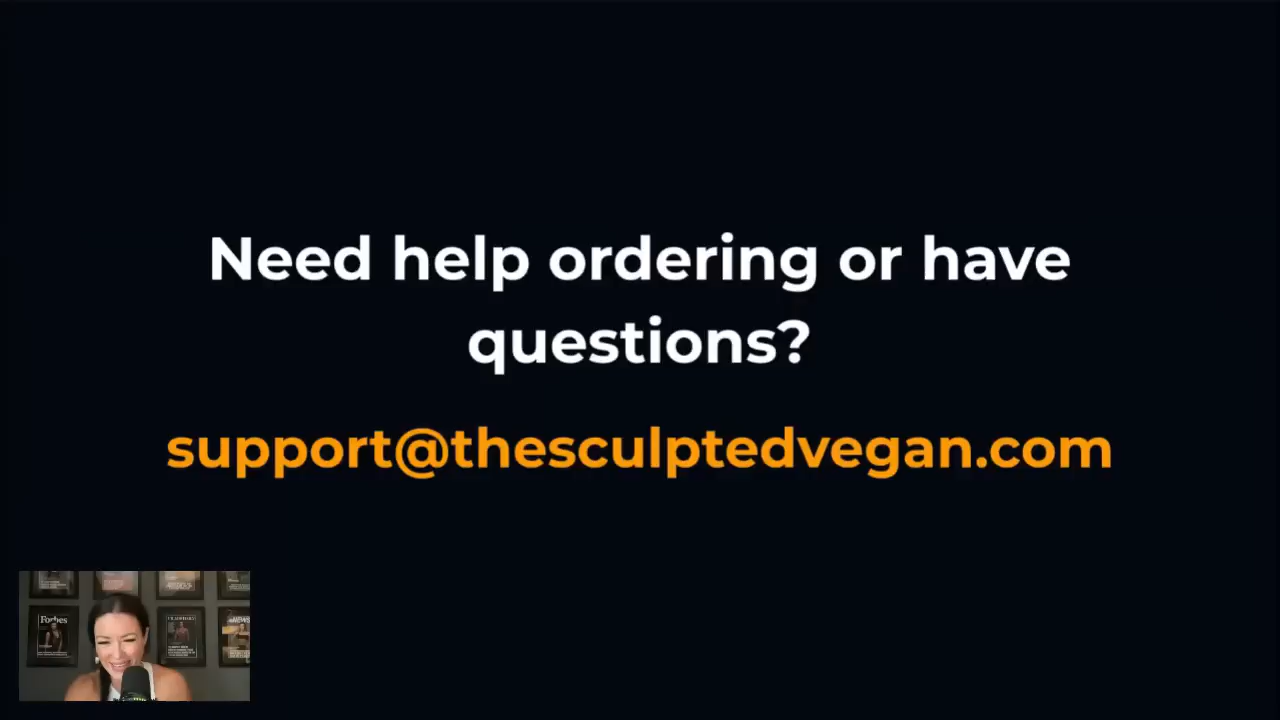 Need help ordering or have
questions?
support@thesculptedvegan.com
Forbes